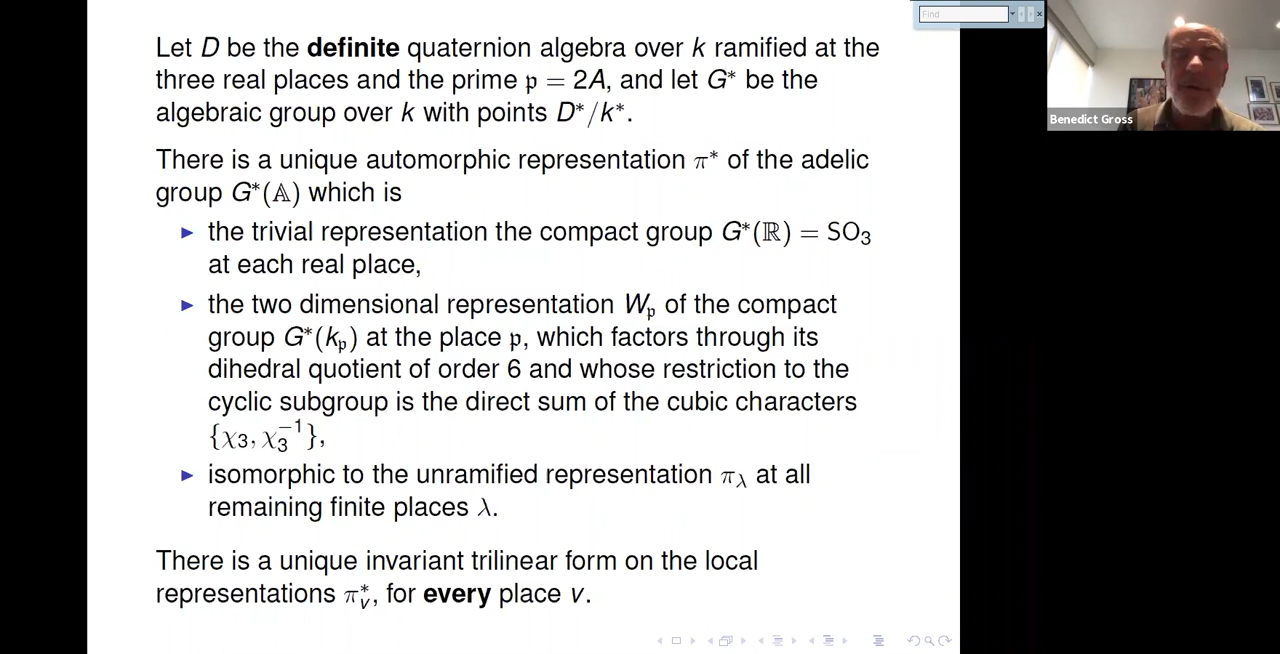 Find
Let D be the definite quaternion algebra over k ramified at the
three real places and the prime 𝔭 = 2A, and let G* be the
algebraic group over k with points D*/k*.
There is a unique automorphic representation π* of the adelic
group G*(𝔸) which is
▶ the trivial representation the compact group G*(ℝ) = SO₃
at each real place,
▶ the two dimensional representation W_𝔭 of the compact
group G*(k_𝔭) at the place 𝔭, which factors through its
dihedral quotient of order 6 and whose restriction to the
cyclic subgroup is the direct sum of the cubic characters
{χ₃, χ₃⁻¹},
▶ isomorphic to the unramified representation π_λ at all
remaining finite places λ.
There is a unique invariant trilinear form on the local
representations π*_v, for every place v.
Benedict Gross